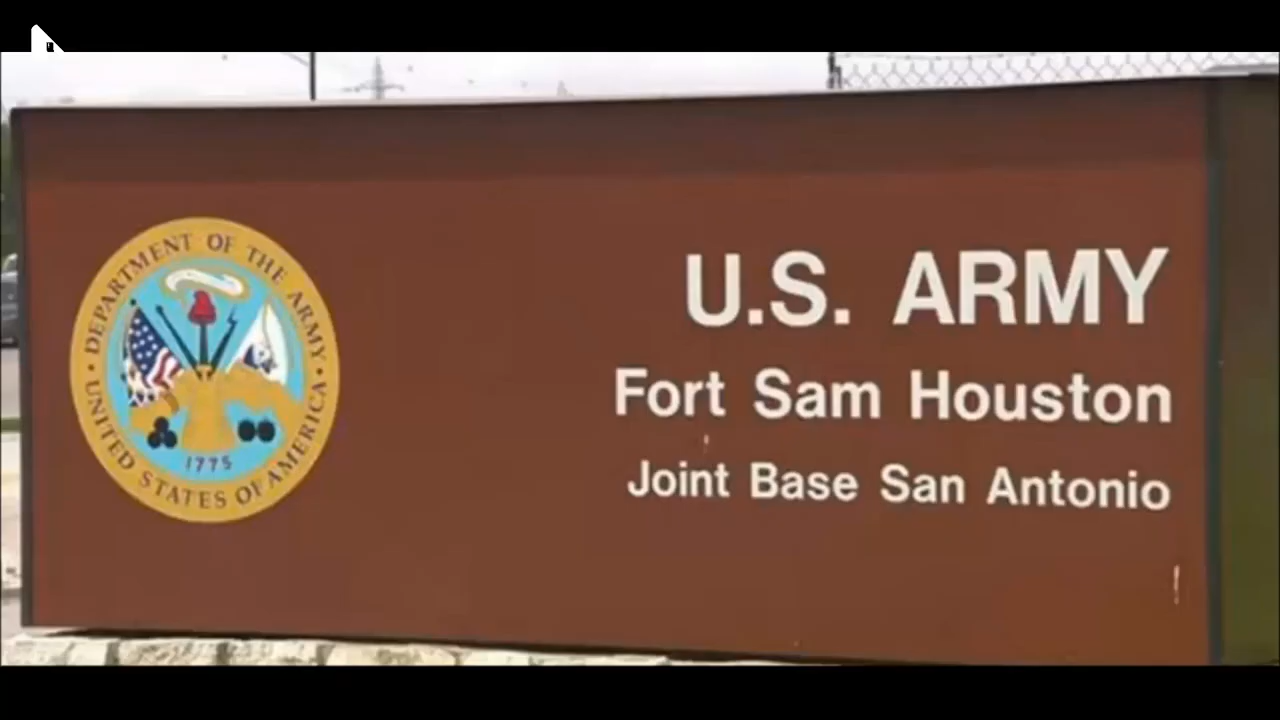 DEPARTMENT OF THE ARMY
UNITED STATES OF AMERICA
1775
U.S. ARMY
Fort Sam Houston
Joint Base San Antonio